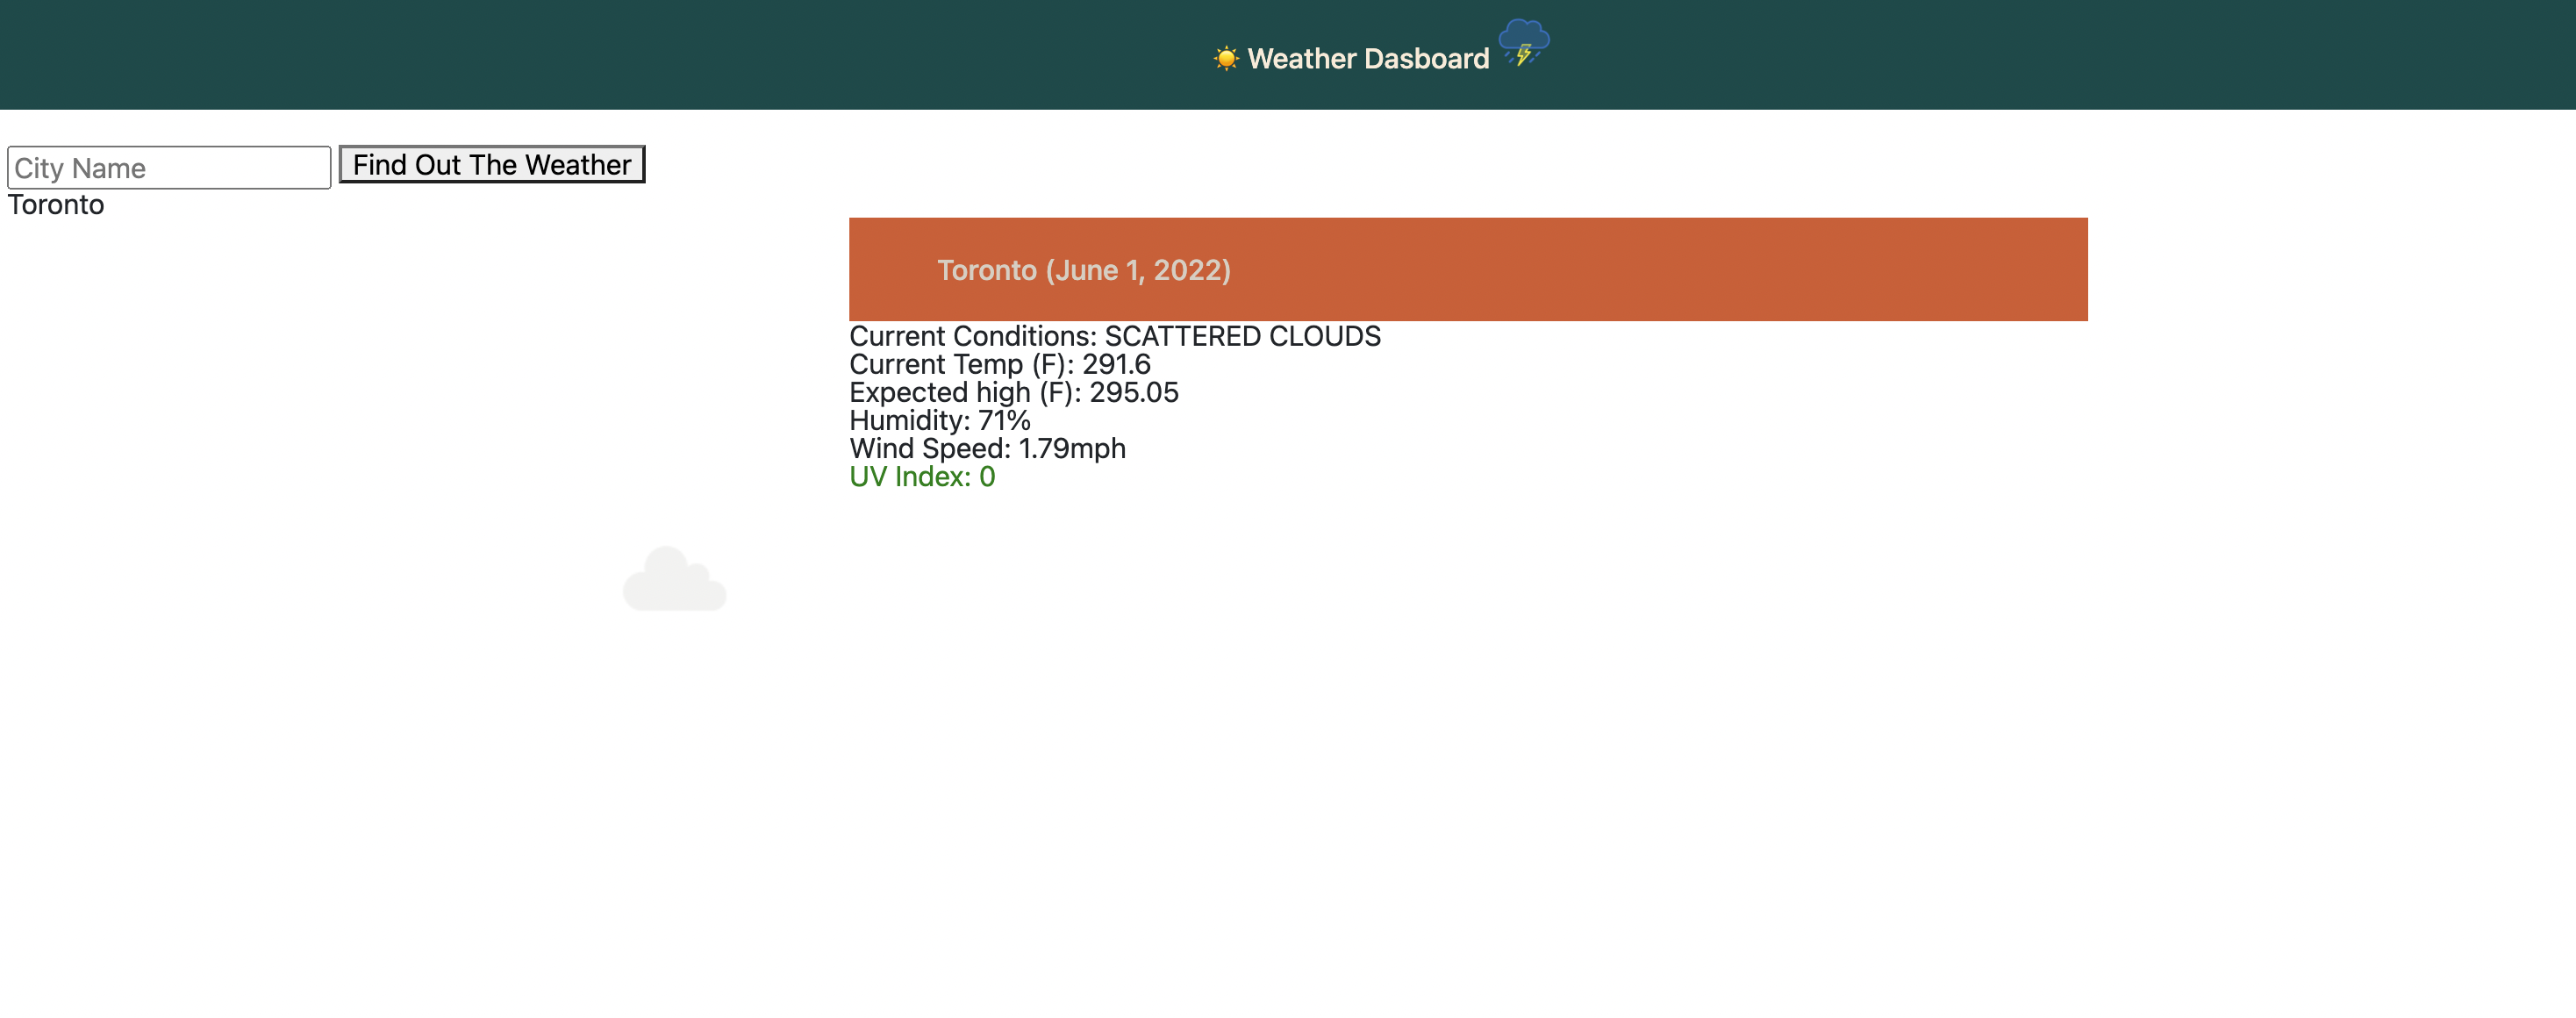 ☀️ Weather Dasboard
City Name
Find Out The Weather
Toronto
Toronto (June 1, 2022)
Current Conditions: SCATTERED CLOUDS
Current Temp (F): 291.6
Expected high (F): 295.05
Humidity: 71%
Wind Speed: 1.79mph
UV Index: 0